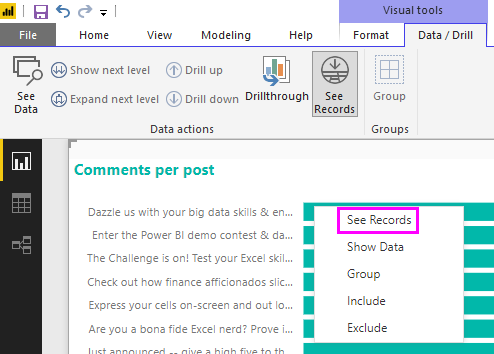 Visual tools
File Home View Modeling Help Format Data / Drill
See Data
Show next level
Expand next level
Drill up
Drill down
Drillthrough
See Records
Group
Data actions
Groups
Comments per post
Dazzle us with your big data skills & en...
Enter the Power BI demo contest & da...
The Challenge is on! Test your Excel skil...
Check out how finance afficionados slic...
Express your cells on-screen and out lo...
Are you a bona fide Excel nerd? Prove i...
Just announced -- give a high five to th...
See Records
Show Data
Group
Include
Exclude